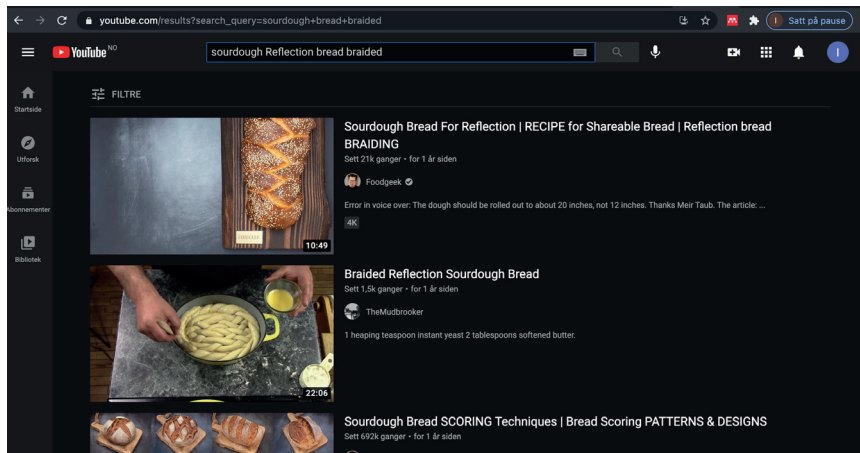 youtube.com/results?search_query=sourdough+bread+braided
I
Satt på pause
YouTube NO
sourdough Reflection bread braided
I
Startside
Utforsk
Abonnementer
Bibliotek
FILTRE
10:49
Sourdough Bread For Reflection | RECIPE for Shareable Bread | Reflection bread
BRAIDING
Sett 21k ganger • for 1 år siden
Foodgeek
Error in voice over: The dough should be rolled out to about 20 inches, not 12 inches. Thanks Meir Taub. The article: ...
4K
22:06
Braided Reflection Sourdough Bread
Sett 1,5k ganger • for 1 år siden
TheMudbrooker
1 heaping teaspoon instant yeast 2 tablespoons softened butter.
Sourdough Bread SCORING Techniques | Bread Scoring PATTERNS & DESIGNS
Sett 692k ganger • for 1 år siden